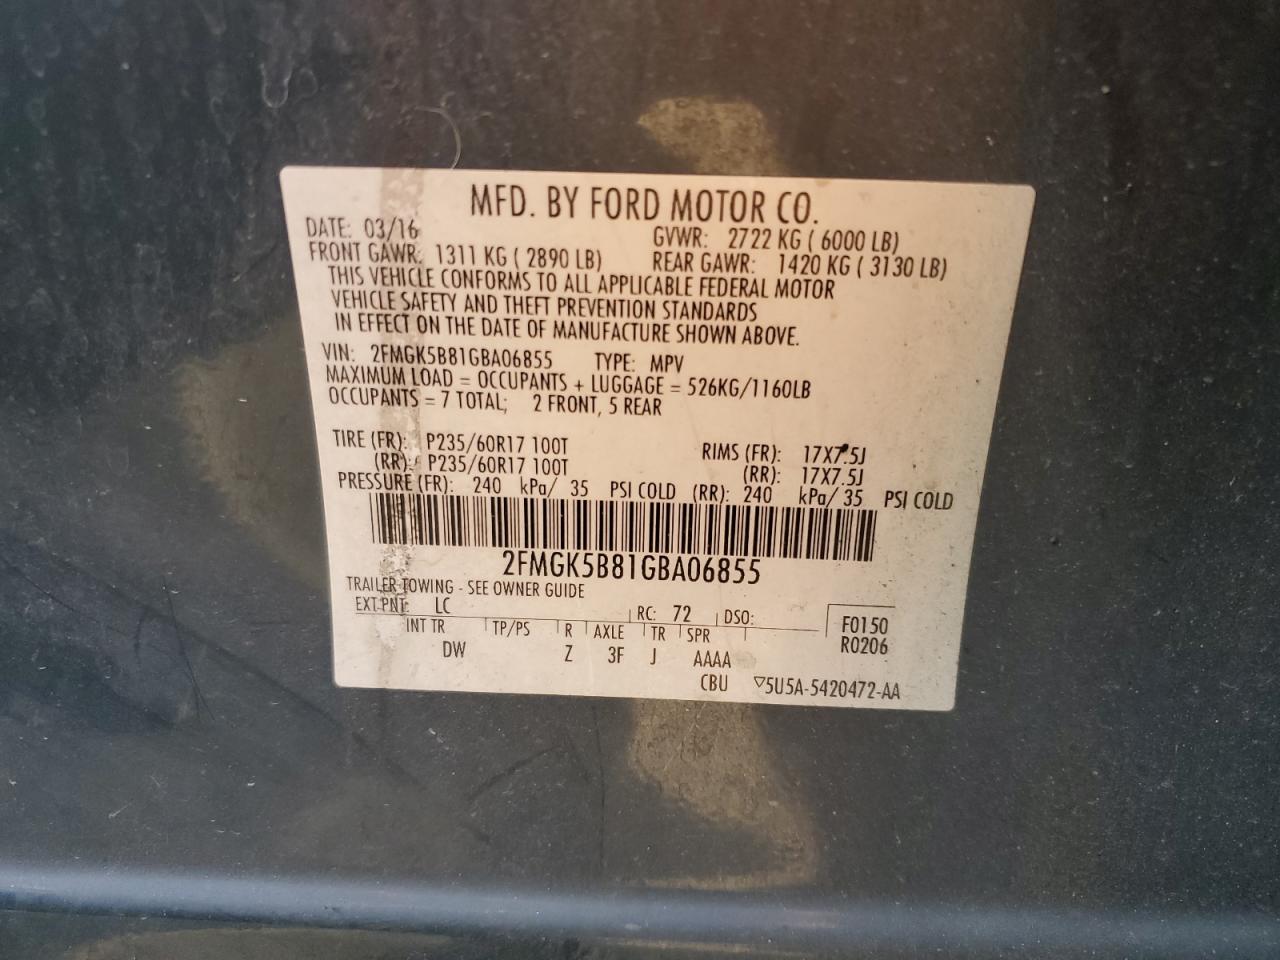 MFD. BY FORD MOTOR CO.
DATE: 03/16 GVWR: 2722 KG ( 6000 LB)
FRONT GAWR: 1311 KG ( 2890 LB) REAR GAWR: 1420 KG ( 3130 LB)
THIS VEHICLE CONFORMS TO ALL APPLICABLE FEDERAL MOTOR
VEHICLE SAFETY AND THEFT PREVENTION STANDARDS
IN EFFECT ON THE DATE OF MANUFACTURE SHOWN ABOVE.
VIN: 2FMGK5B81GBA06855 TYPE: MPV
MAXIMUM LOAD = OCCUPANTS + LUGGAGE = 526KG/1160LB
OCCUPANTS = 7 TOTAL; 2 FRONT, 5 REAR
TIRE (FR): P235/60R17 100T RIMS (FR): 17X7.5J
(RR): P235/60R17 100T (RR): 17X7.5J
PRESSURE (FR): 240 kPa/ 35 PSI COLD (RR): 240 kPa/ 35 PSI COLD
2FMGK5B81GBA06855
TRAILER TOWING - SEE OWNER GUIDE
EXT PNT: LC RC: 72 DSO: F0150
INT TR TP/PS R AXLE TR SPR R0206
DW Z 3F J AAAA
CBU ▽5U5A-5420472-AA